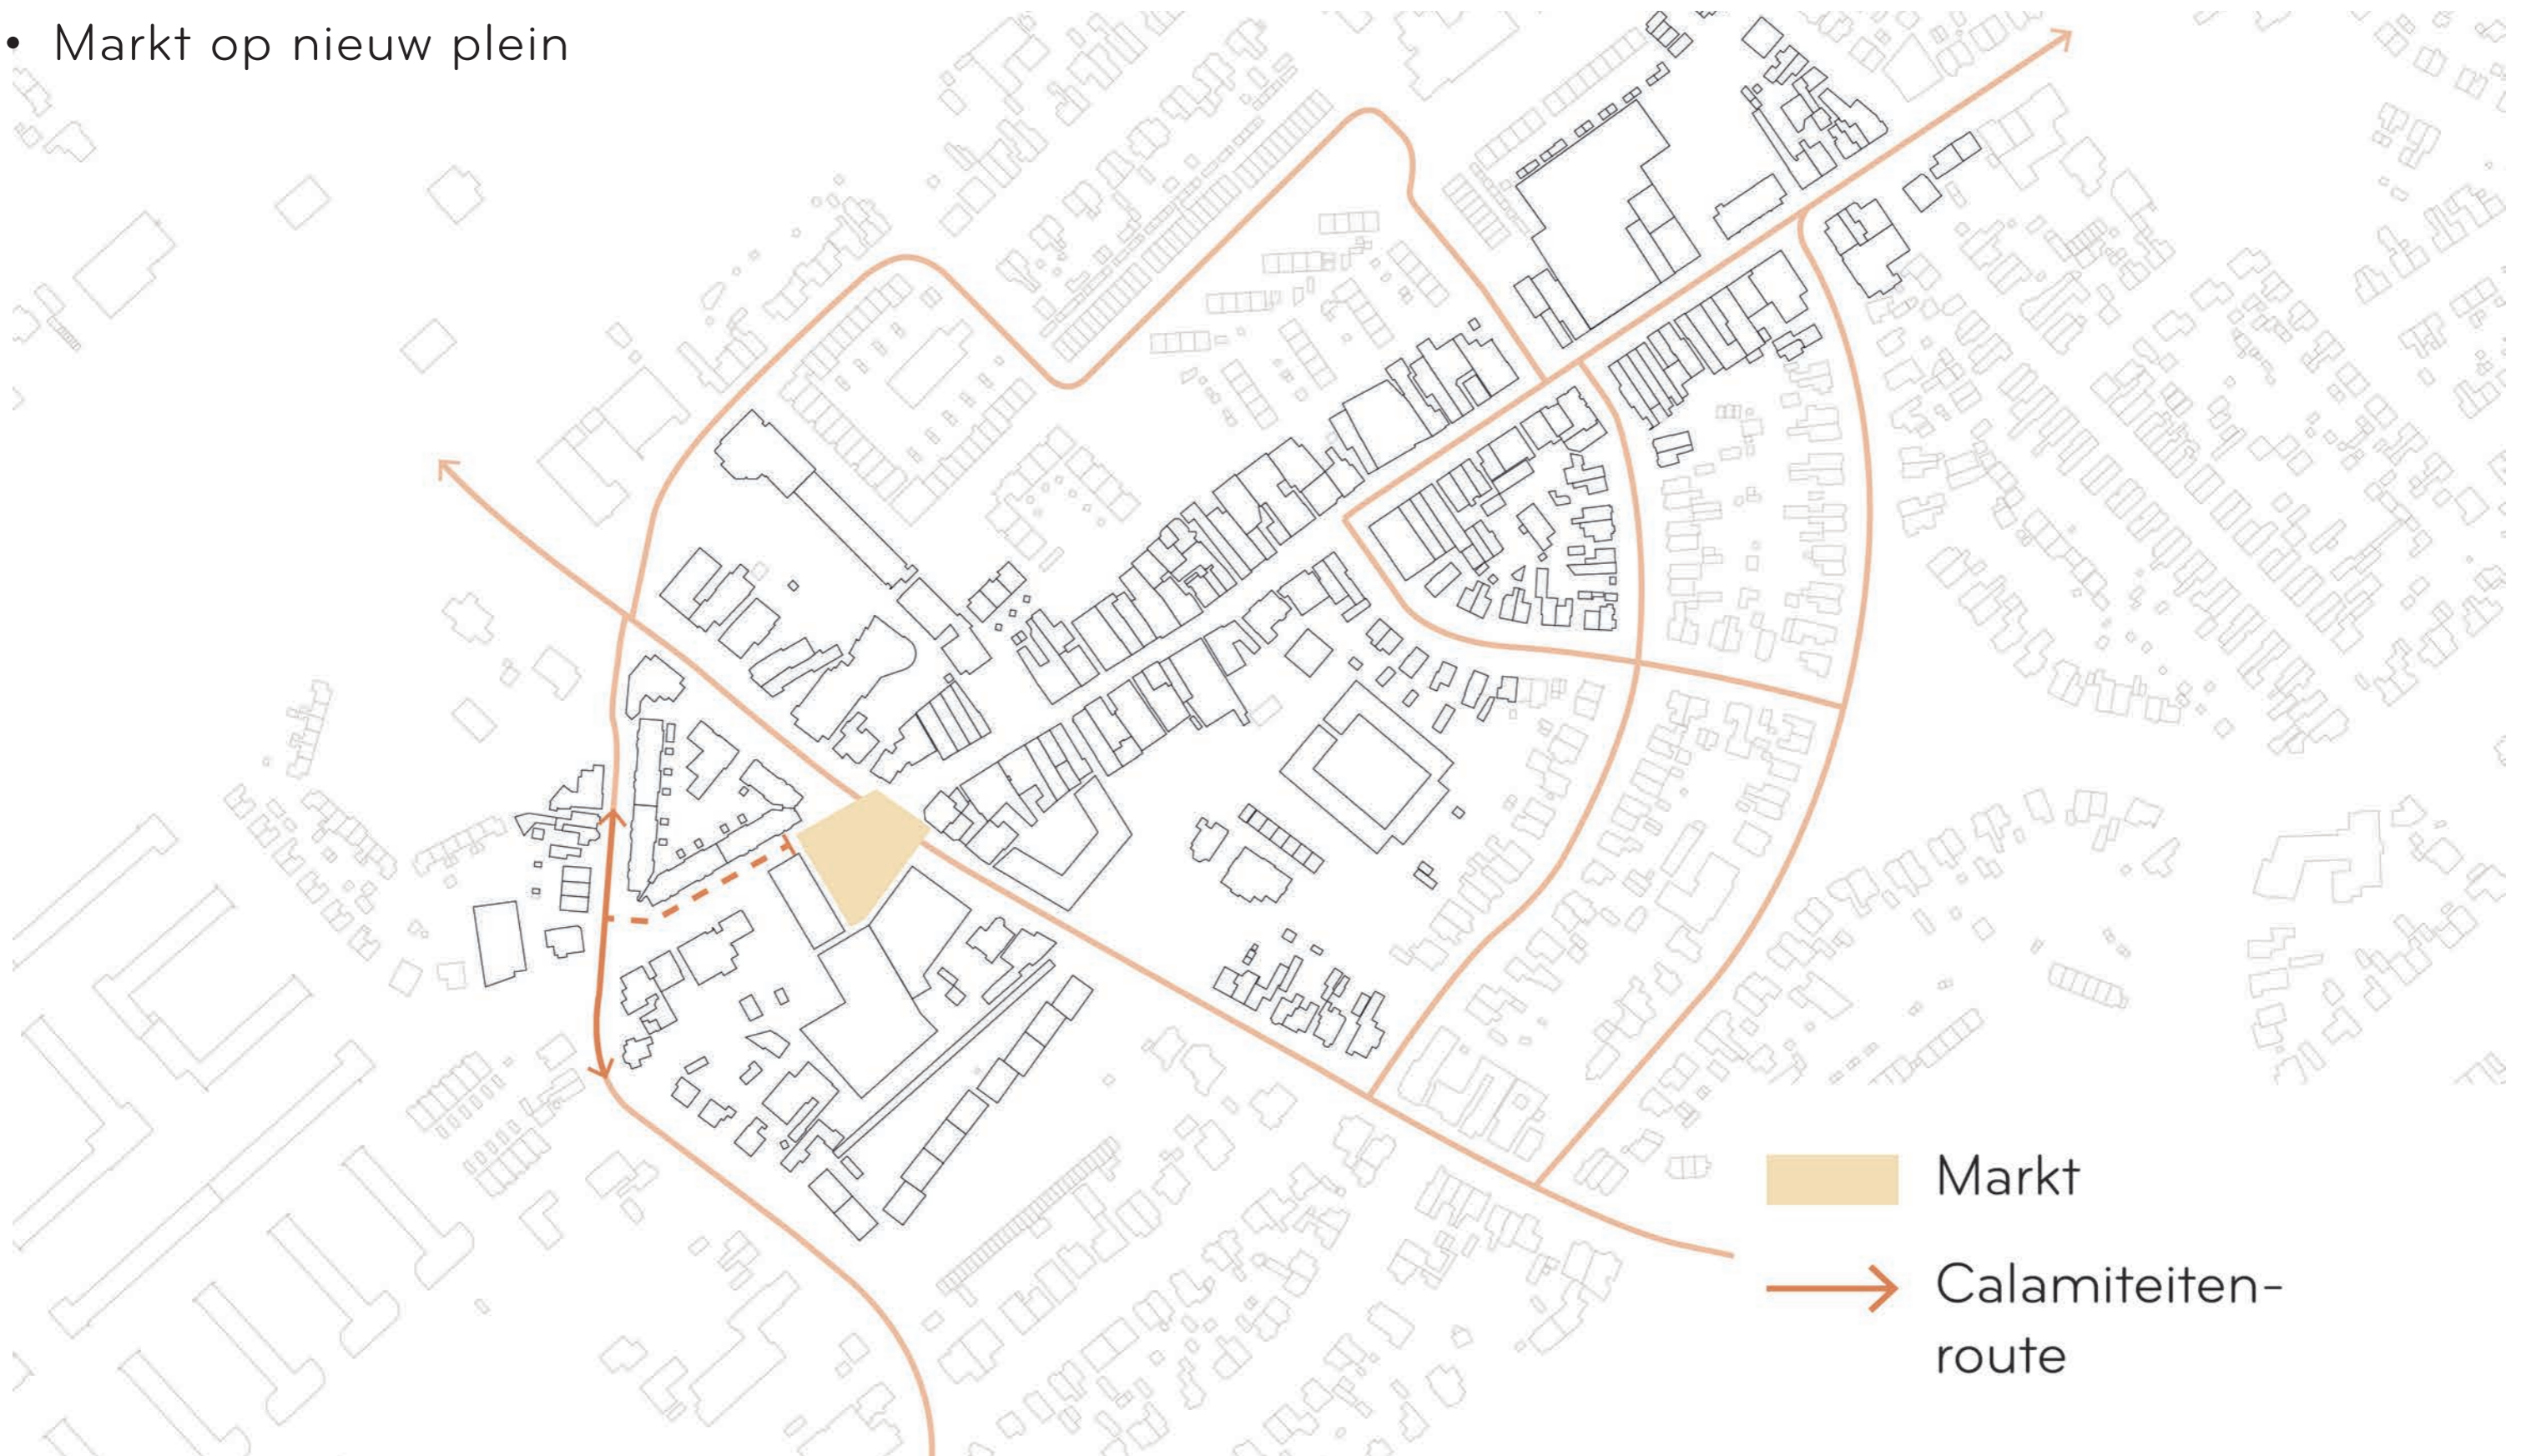 • Markt op nieuw plein
Markt
Calamiteiten-
route